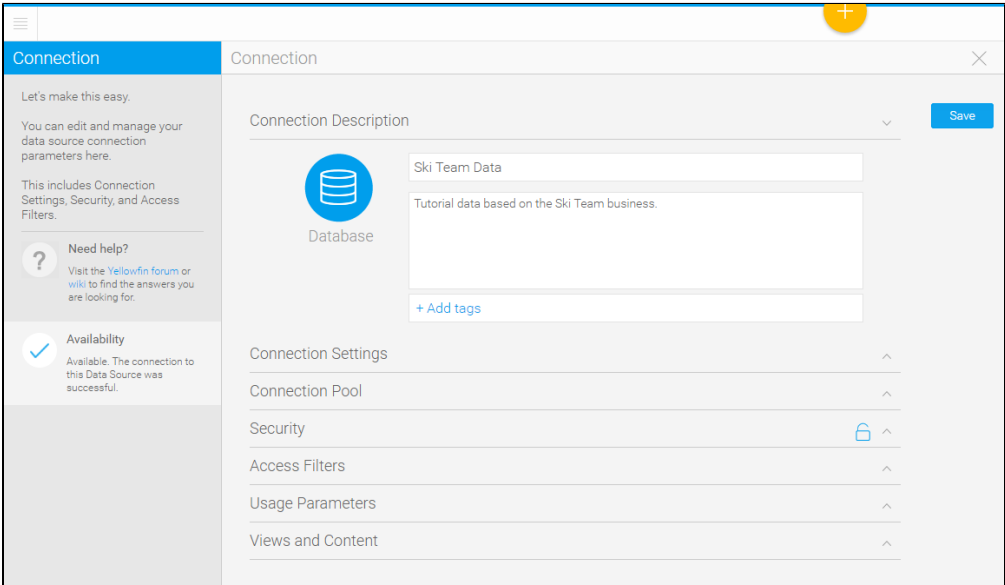 Connection
Connection
Let's make this easy.
You can edit and manage your
data source connection
parameters here.
This includes Connection
Settings, Security, and Access
Filters.
Need help?
?
Visit the Yellowfin forum or
wiki to find the answers you
are looking for.
Availability
Available. The connection to
this Data Source was
successful.
Connection Description
Save
Ski Team Data
Tutorial data based on the Ski Team business.
Database
+ Add tags
Connection Settings
Connection Pool
Security
Access Filters
Usage Parameters
Views and Content